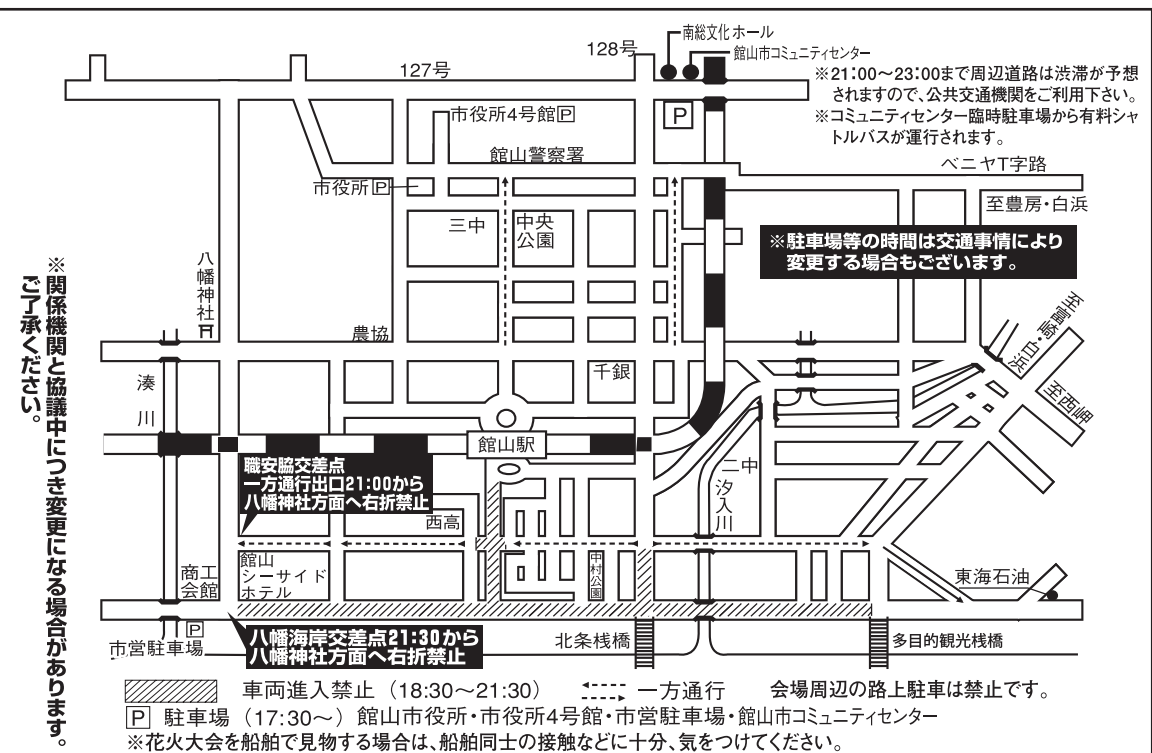 南総文化ホール
128号
館山市コミュニティセンター
127号
※21:00～23:00まで周辺道路は渋滞が予想
されますので、公共交通機関をご利用下さい。
※コミュニティセンター臨時駐車場から有料シャ
トルバスが運行されます。
市役所4号館P
P
館山警察署
ベニヤT字路
市役所P
至豊房・白浜
三中
中央
公園
※駐車場等の時間は交通事情により
変更する場合もございます。
八幡神社
※関係機関と協議中につき変更になる場合があります。
ご了承ください。
農協
至富崎・白浜
湊川
千銀
至西岬
館山駅
職安脇交差点
一方通行出口21:00から
八幡神社方面へ右折禁止
二中
汐入川
西高
商工
会館
館山
シーサイド
ホテル
中村公園
東海石油
P
市営駐車場
八幡海岸交差点21:30から
八幡神社方面へ右折禁止
北条桟橋
多目的観光桟橋
車両進入禁止（18:30～21:30）
一方通行
会場周辺の路上駐車は禁止です。
P 駐車場（17:30～）館山市役所・市役所4号館・市営駐車場・館山市コミュニティセンター
※花火大会を船舶で見物する場合は、船舶同士の接触などに十分、気をつけてください。